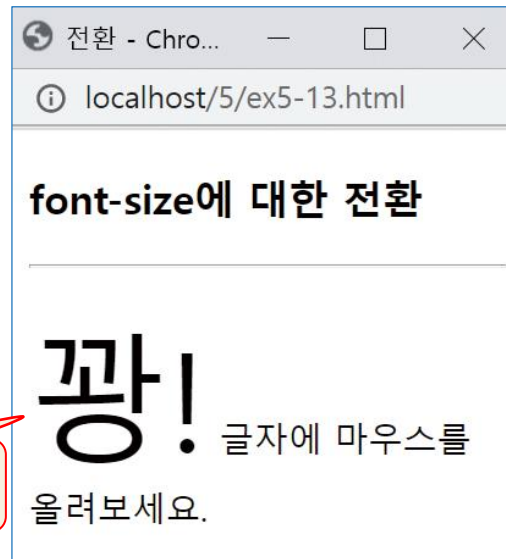 전환 - Chro...
localhost/5/ex5-13.html
font-size에 대한 전환
꽝! 글자에 마우스를
올려보세요.